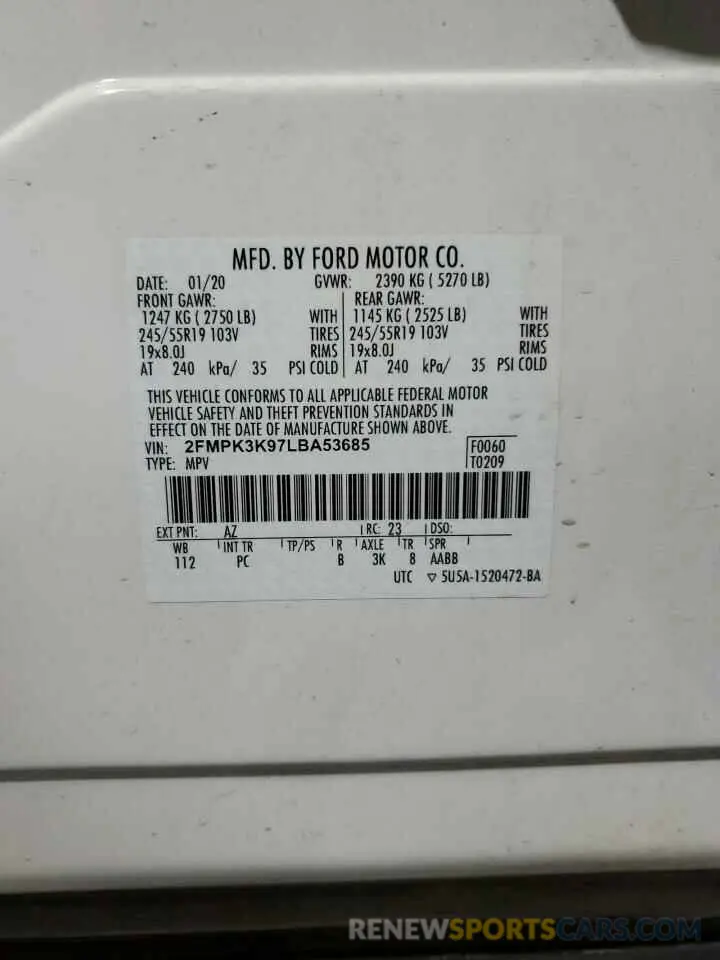 MFD. BY FORD MOTOR CO.
DATE: 01/20 GVWR: 2390 KG ( 5270 LB)
FRONT GAWR: REAR GAWR:
1247 KG ( 2750 LB) WITH 1145 KG ( 2525 LB) WITH
245/55R19 103V TIRES 245/55R19 103V TIRES
19x8.0J RIMS 19x8.0J RIMS
AT 240 kPa/ 35 PSI COLD AT 240 kPa/ 35 PSI COLD
THIS VEHICLE CONFORMS TO ALL APPLICABLE FEDERAL MOTOR
VEHICLE SAFETY AND THEFT PREVENTION STANDARDS IN
EFFECT ON THE DATE OF MANUFACTURE SHOWN ABOVE.
VIN: 2FMPK3K97LBA53685 F0060
TYPE: MPV T0209
EXT PNT: AZ RC: 23 DSO:
WB INT TR TP/PS R AXLE TR SPR
112 PC B 3K 8 AABB
UTC ▽ 5U5A-1520472-BA
RENEWSPORTSCARS.COM